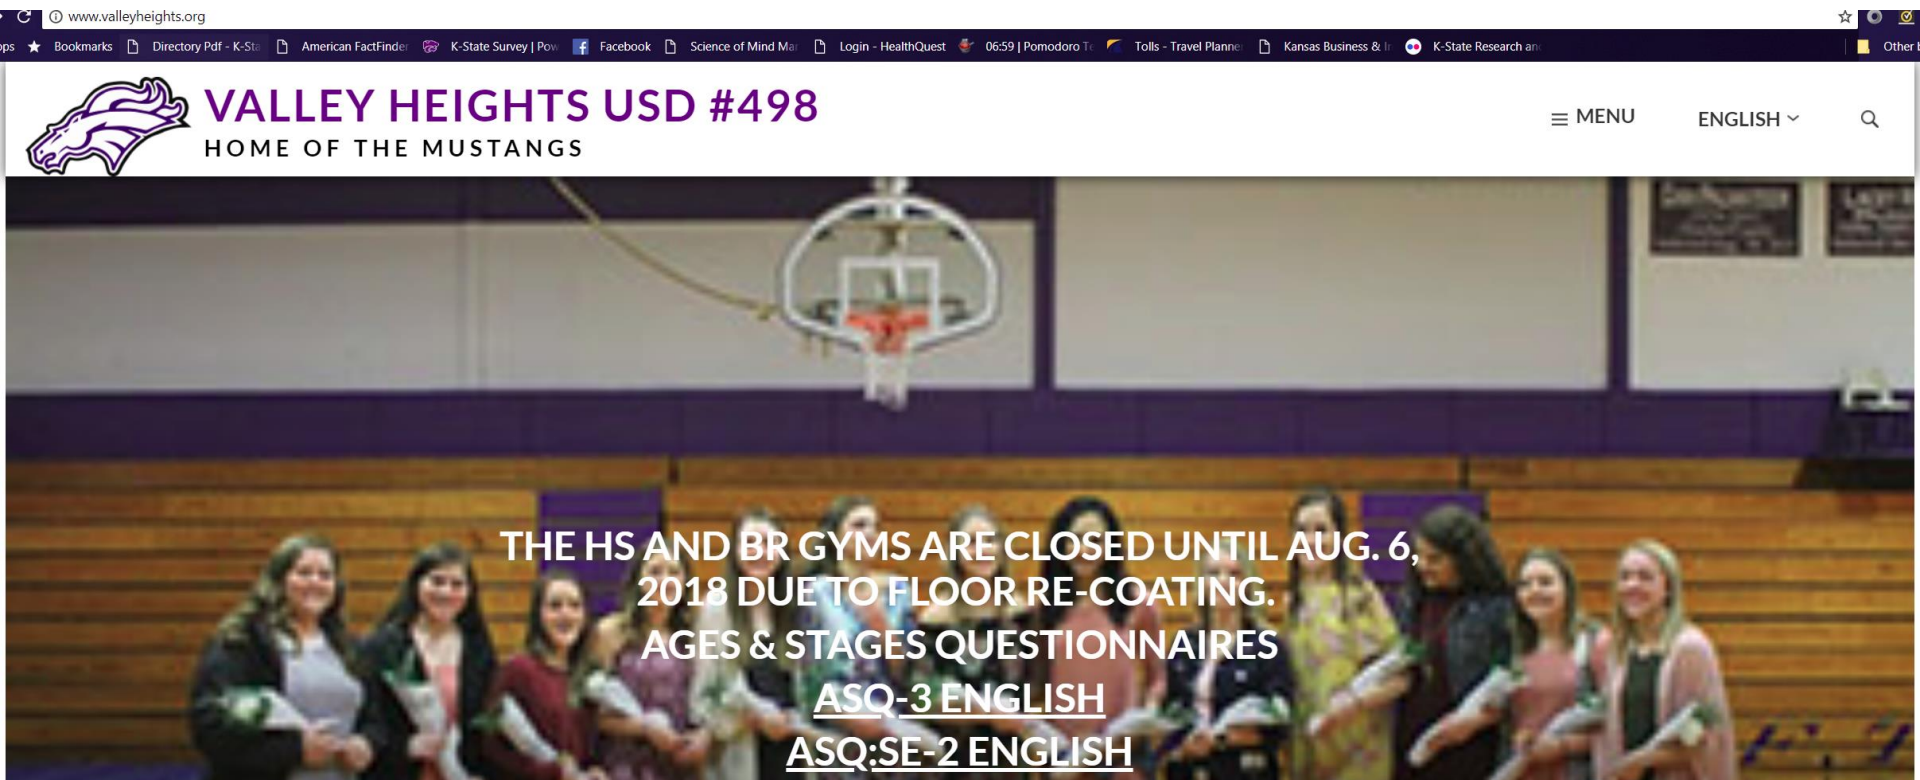 www.valleyheights.org
Bookmarks Directory Pdf - K-Sta American FactFinder K-State Survey | Pow Facebook Science of Mind Ma Login - HealthQuest 06:59 | Pomodoro Te Tolls - Travel Planne Kansas Business & I K-State Research an Other b
VALLEY HEIGHTS USD #498
HOME OF THE MUSTANGS
MENU ENGLISH
THE HS AND BR GYMS ARE CLOSED UNTIL AUG. 6,
2018 DUE TO FLOOR RE-COATING.
AGES & STAGES QUESTIONNAIRES
ASQ-3 ENGLISH
ASQ:SE-2 ENGLISH